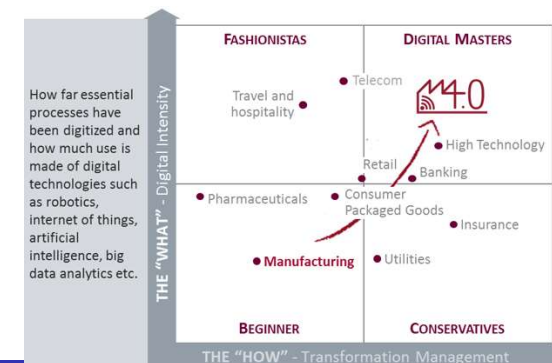 How far essential
processes have
been digitized and
how much use is
made of digital
technologies such
as robotics,
internet of things,
artificial
intelligence, big
data analytics etc.
THE "WHAT" - Digital Intensity
FASHIONISTAS
DIGITAL MASTERS
Telecom
Travel and
hospitality
4.0
High Technology
Retail
Banking
Pharmaceuticals
Consumer
Packaged Goods
Insurance
Manufacturing
Utilities
BEGINNER
CONSERVATIVES
THE "HOW" - Transformation Management